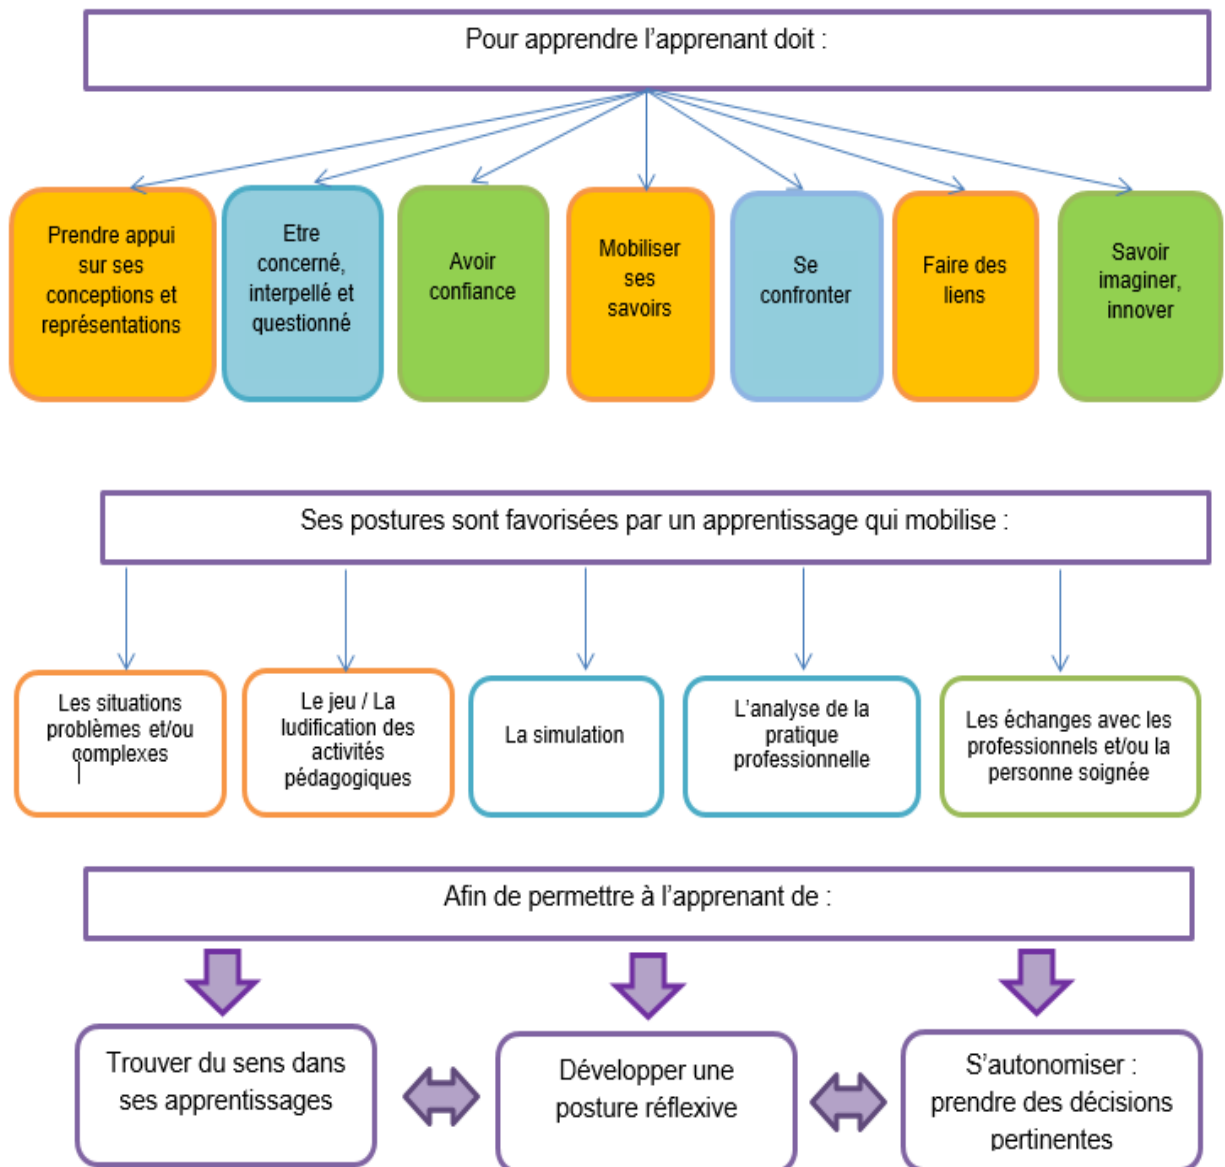 Pour apprendre l’apprenant doit :
Prendre appui
sur ses
conceptions et
représentations
Etre
concerné,
interpellé et
questionné
Avoir
confiance
Mobiliser
ses
savoirs
Se
confronter
Faire des
liens
Savoir
imaginer,
innover
Ses postures sont favorisées par un apprentissage qui mobilise :
Les situations
problèmes et/ou
complexes
Le jeu / La
ludification des
activités
pédagogiques
La simulation
L’analyse de la
pratique
professionnelle
Les échanges avec les
professionnels et/ou la
personne soignée
Afin de permettre à l’apprenant de :
Trouver du sens dans
ses apprentissages
Développer une
posture réflexive
S’autonomiser :
prendre des décisions
pertinentes